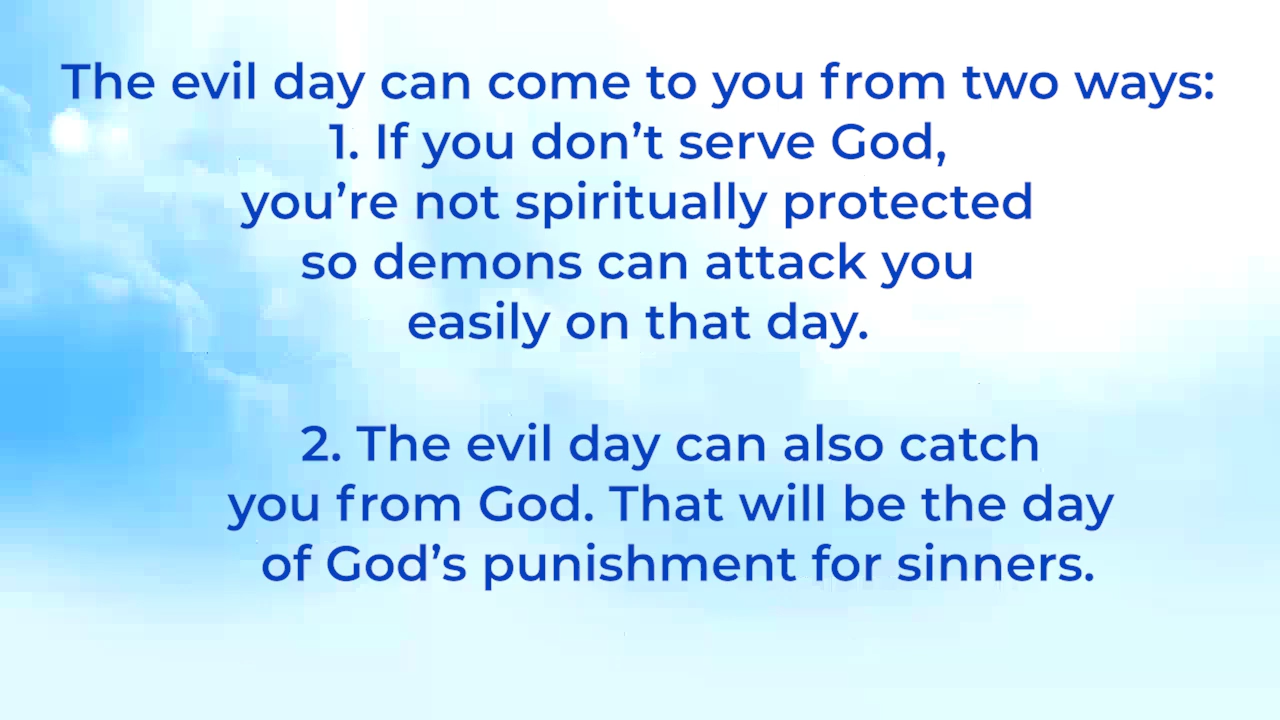 The evil day can come to you from two ways:
1. If you don’t serve God,
you’re not spiritually protected
so demons can attack you
easily on that day.
2. The evil day can also catch
you from God. That will be the day
of God’s punishment for sinners.